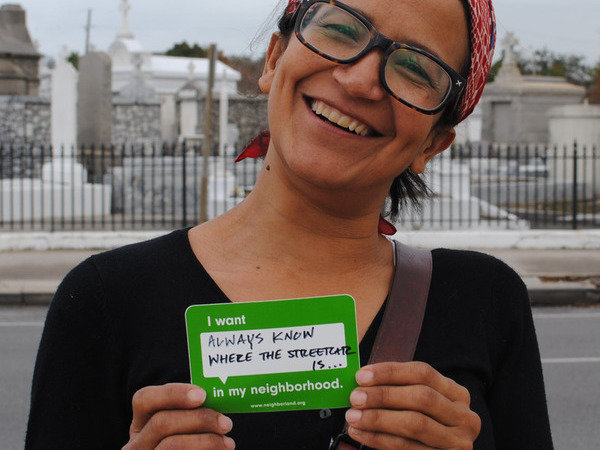 I want
ALWAYS KNOW
WHERE THE STREETCAR
IS...
in my neighborhood.
www.neighborland.org